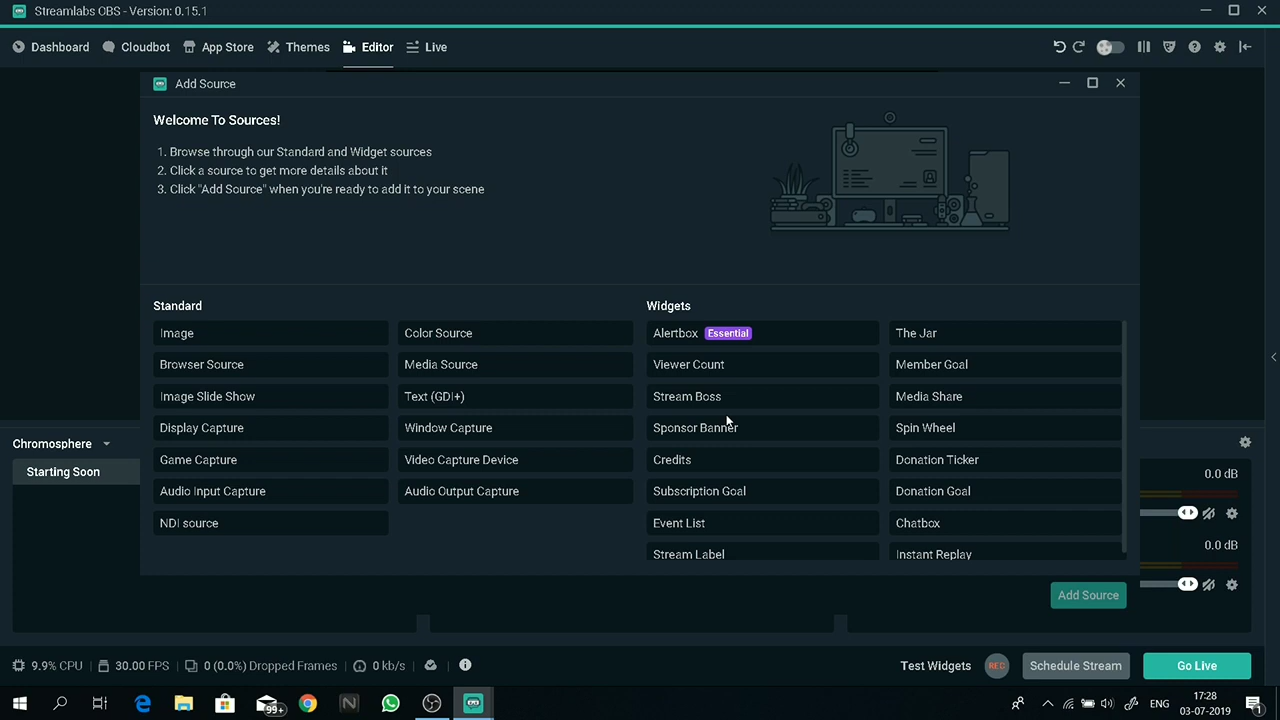 Streamlabs OBS - Version: 0.15.1
Dashboard Cloudbot App Store Themes Editor Live
Add Source
Welcome To Sources!
1. Browse through our Standard and Widget sources
2. Click a source to get more details about it
3. Click "Add Source" when you're ready to add it to your scene
Standard
Image Color Source
Browser Source Media Source
Image Slide Show Text (GDI+)
Display Capture Window Capture
Game Capture Video Capture Device
Audio Input Capture Audio Output Capture
NDI source
Widgets
Alertbox Essential The Jar
Viewer Count Member Goal
Stream Boss Media Share
Sponsor Banner Spin Wheel
Credits Donation Ticker
Subscription Goal Donation Goal
Event List Chatbox
Stream Label Instant Replay
Add Source
Chromosphere
Starting Soon
0.0 dB
0.0 dB
9.9% CPU 30.00 FPS 0 (0.0%) Dropped Frames 0 kb/s
Test Widgets REC Schedule Stream Go Live
99+
ENG
17:28
03-07-2019
1